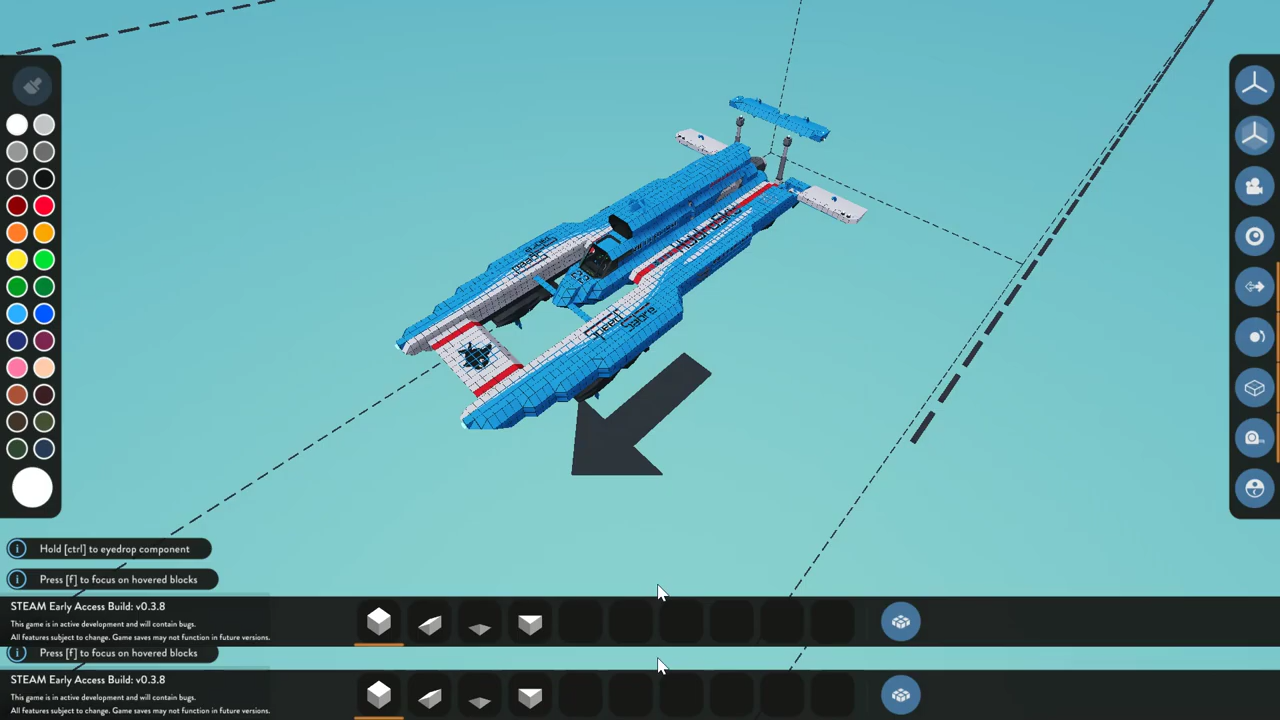 Speed
Sabre
Hold [ctrl] to eyedrop component
Press [f] to focus on hovered blocks
STEAM Early Access Build: v0.3.8
This game is in active development and will contain bugs.
All features subject to change. Game saves may not function in future versions.
Press [f] to focus on hovered blocks
STEAM Early Access Build: v0.3.8
This game is in active development and will contain bugs.
All features subject to change. Game saves may not function in future versions.